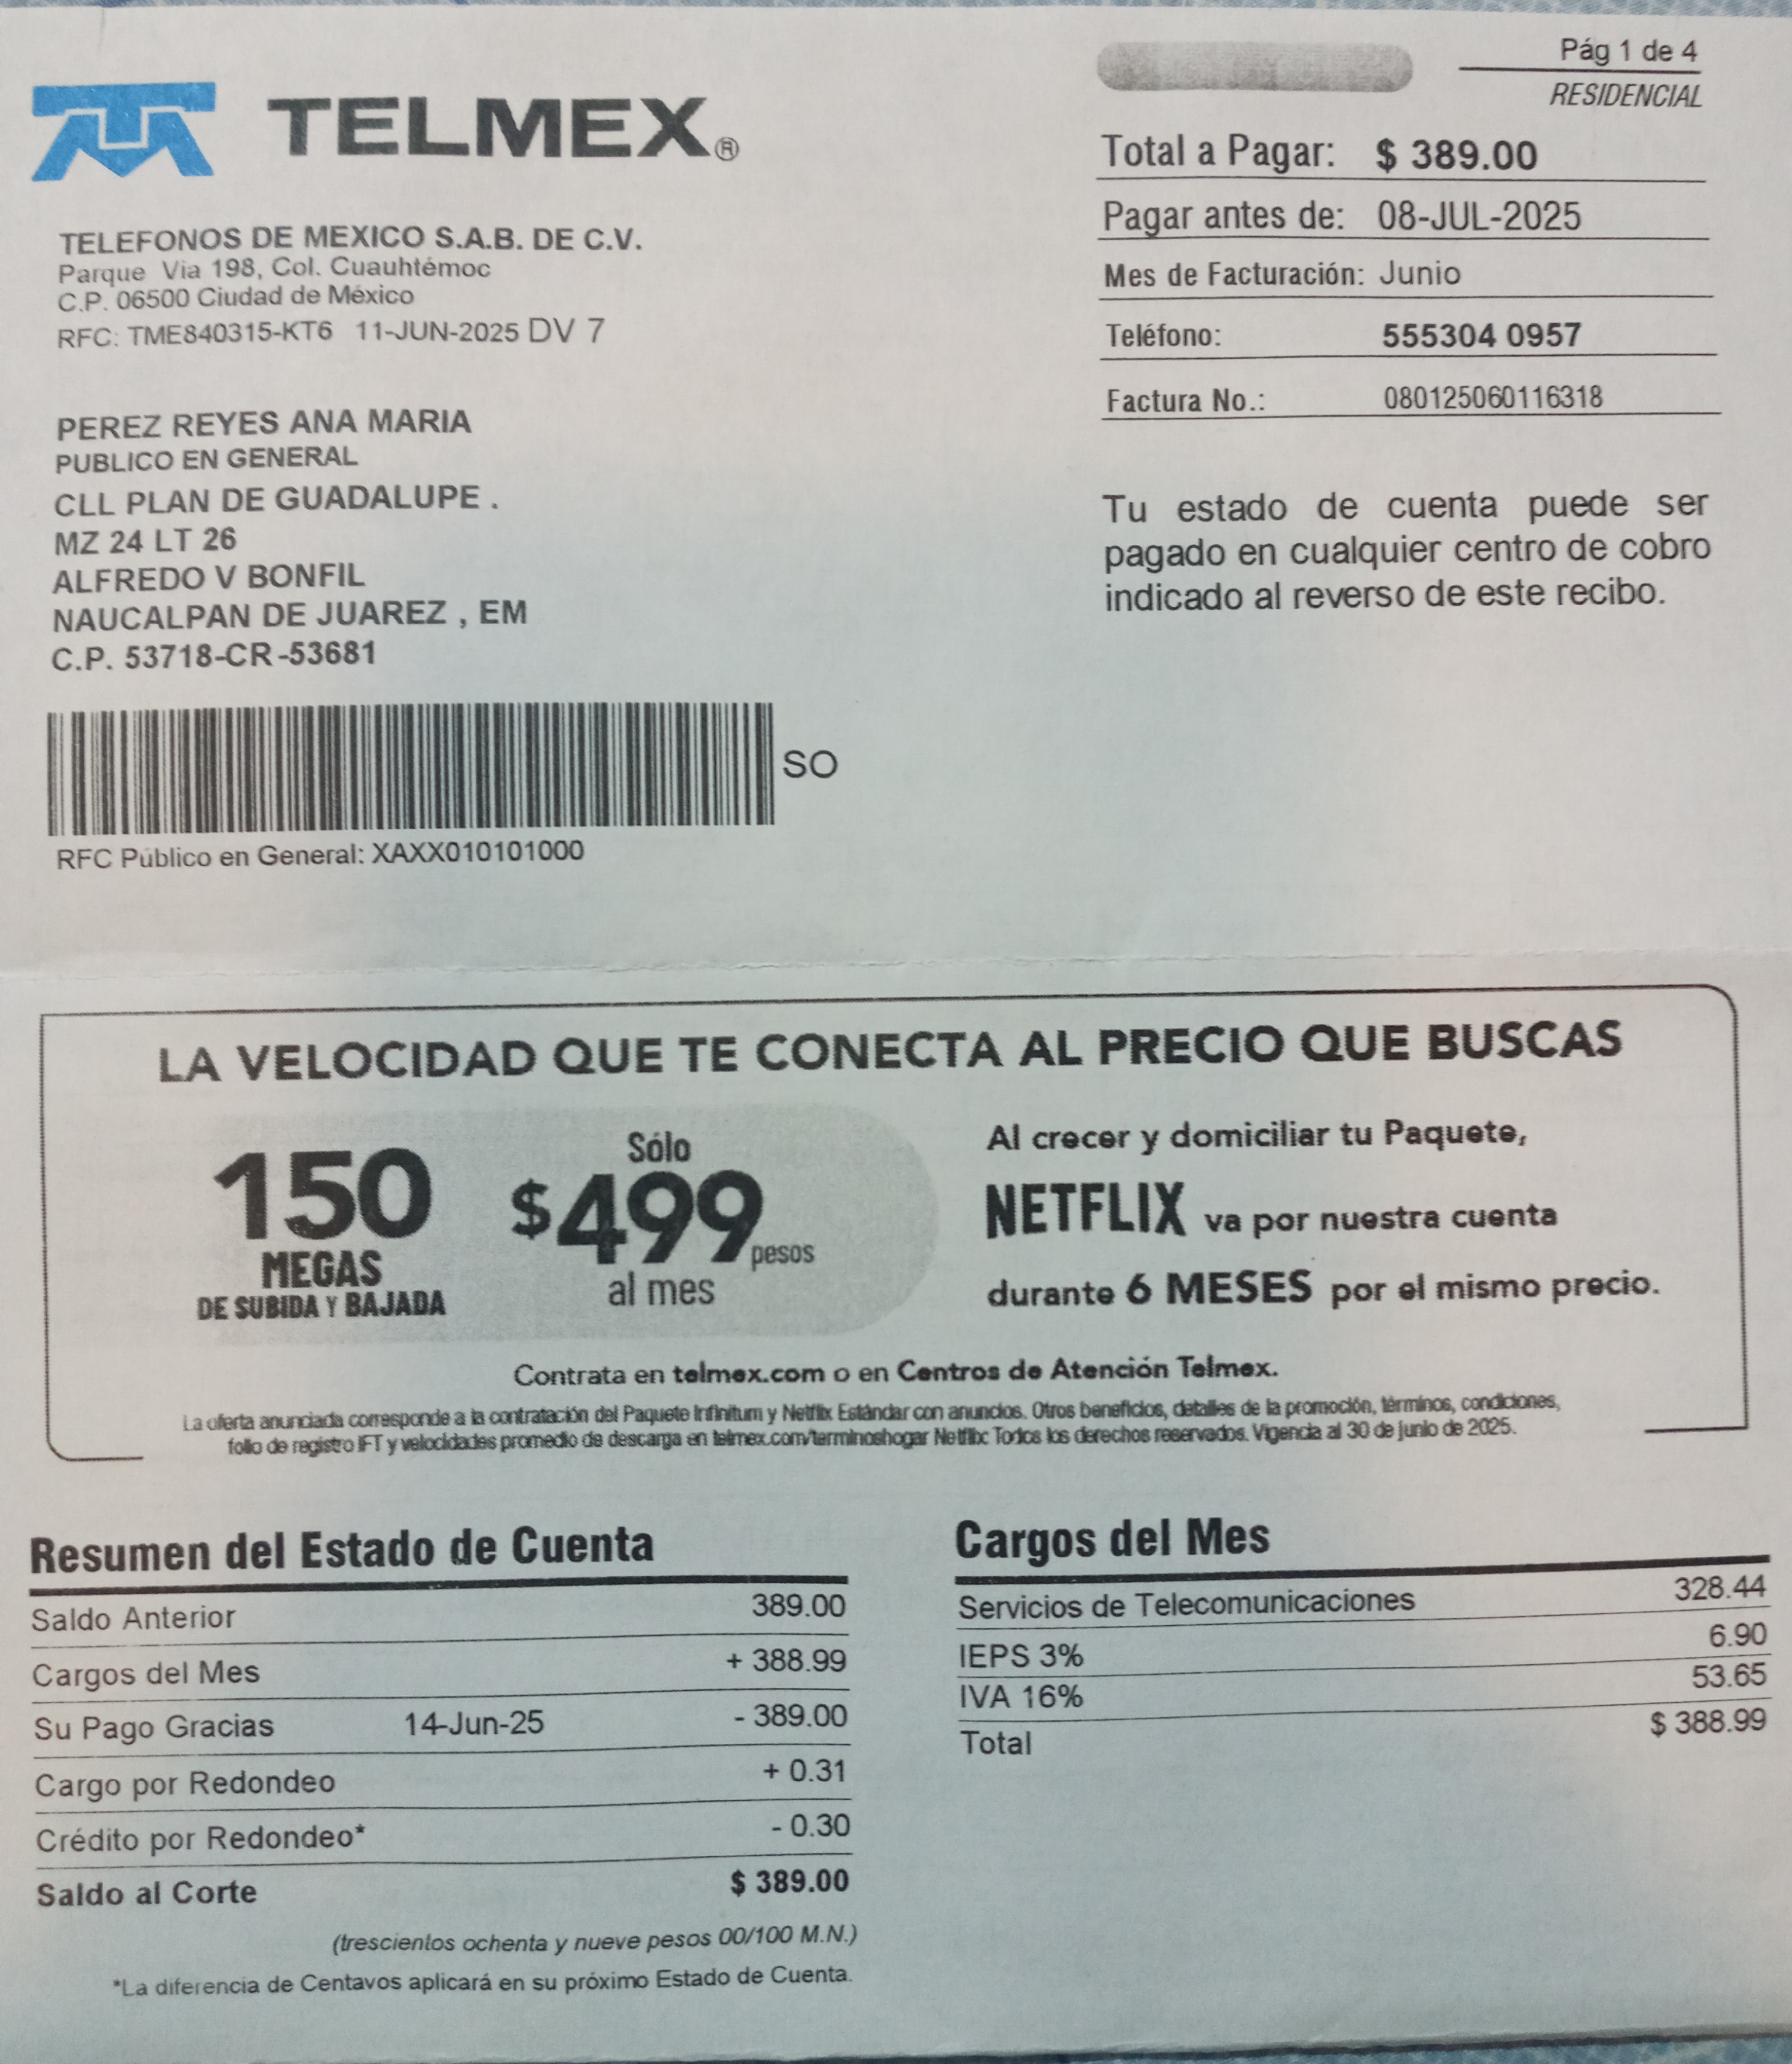 TELMEX®
Pág 1 de 4
RESIDENCIAL
Total a Pagar: $ 389.00
Pagar antes de: 08-JUL-2025
Mes de Facturación: Junio
Teléfono: 555304 0957
Factura No.: 080125060116318
TELEFONOS DE MEXICO S.A.B. DE C.V.
Parque Via 198, Col. Cuauhtémoc
C.P. 06500 Ciudad de México
RFC: TME840315-KT6 11-JUN-2025 DV 7
PEREZ REYES ANA MARIA
PUBLICO EN GENERAL
CLL PLAN DE GUADALUPE .
MZ 24 LT 26
ALFREDO V BONFIL
NAUCALPAN DE JUAREZ , EM
C.P. 53718-CR -53681
Tu estado de cuenta puede ser
pagado en cualquier centro de cobro
indicado al reverso de este recibo.
SO
RFC Público en General: XAXX010101000
LA VELOCIDAD QUE TE CONECTA AL PRECIO QUE BUSCAS
150
MEGAS
DE SUBIDA Y BAJADA
Sólo
$499
pesos
al mes
Al crecer y domiciliar tu Paquete,
NETFLIX va por nuestra cuenta
durante 6 MESES por el mismo precio.
Contrata en telmex.com o en Centros de Atención Telmex.
La oferta anunciada corresponde a la contratación del Paquete Infinitum y Netflix Estándar con anuncios. Otros beneficios, detalles de la promoción, términos, condiciones,
folio de registro IFT y velocidades promedio de descarga en telmex.com/terminoshogar Netflix Todos los derechos reservados. Vigencia al 30 de junio de 2025.
Resumen del Estado de Cuenta
Saldo Anterior 389.00
Cargos del Mes + 388.99
Su Pago Gracias 14-Jun-25 - 389.00
Cargo por Redondeo + 0.31
Crédito por Redondeo* - 0.30
Saldo al Corte $ 389.00
(trescientos ochenta y nueve pesos 00/100 M.N.)
*La diferencia de Centavos aplicará en su próximo Estado de Cuenta.
Cargos del Mes
Servicios de Telecomunicaciones 328.44
IEPS 3% 6.90
IVA 16% 53.65
Total $ 388.99